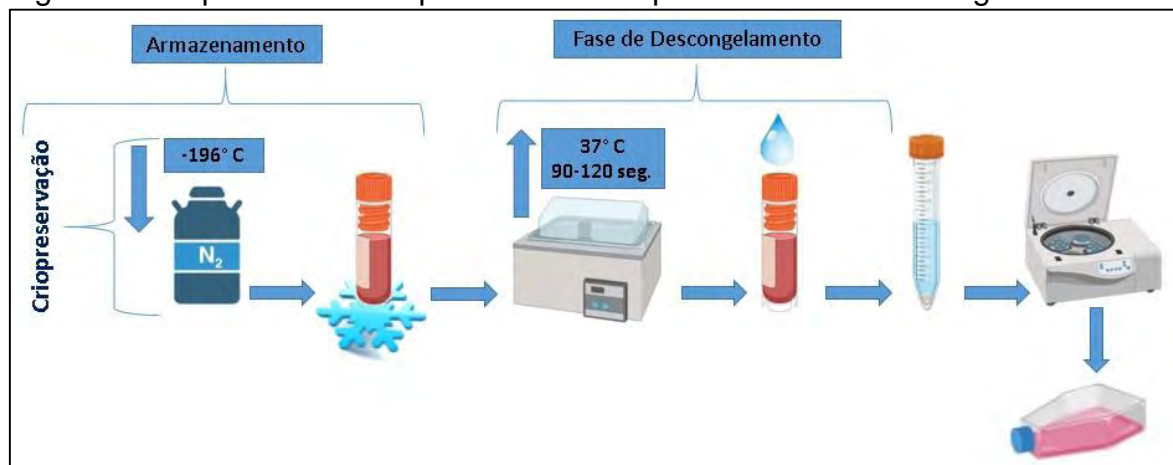 Armazenamento
Fase de Descongelamento
Criopreservação
-196° C
N₂
37° C
90-120 seg.